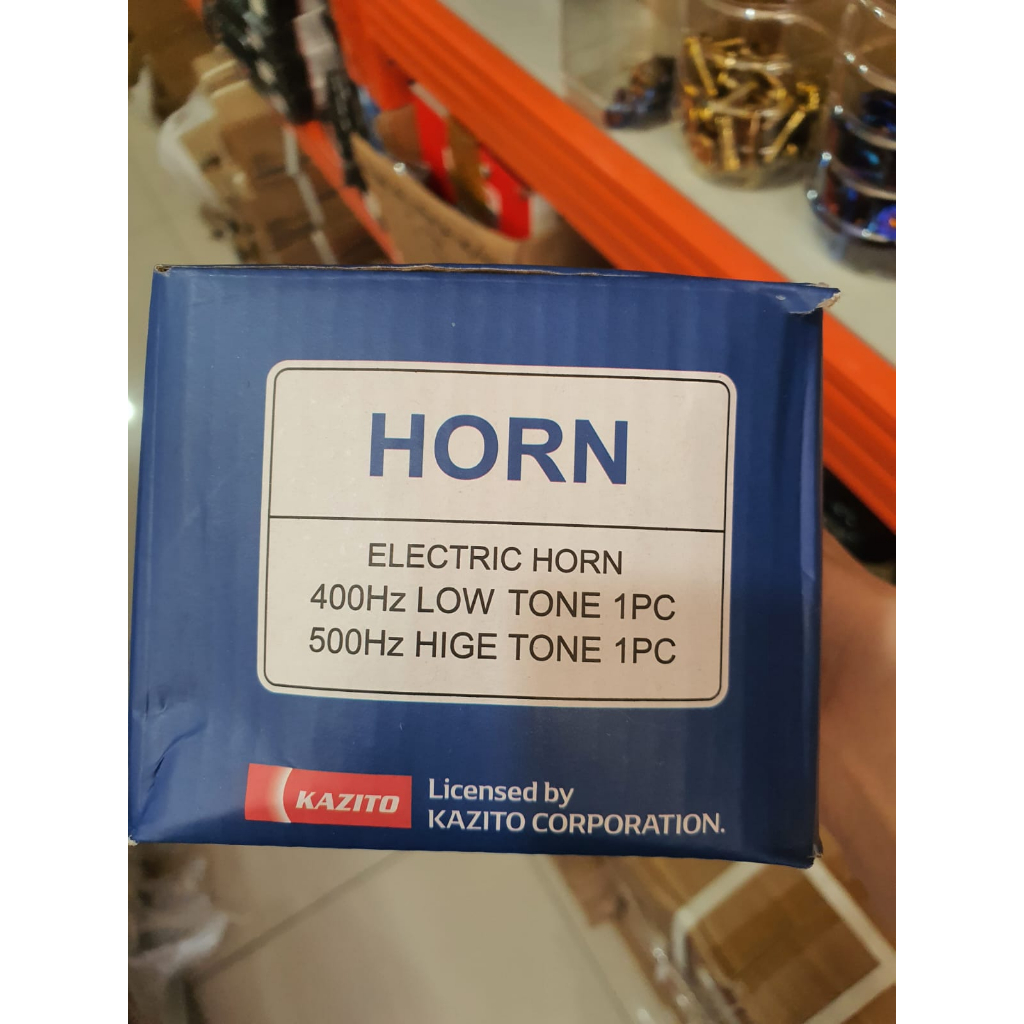 HORN
ELECTRIC HORN
400Hz LOW TONE 1PC
500Hz HIGE TONE 1PC
KAZITO
Licensed by
KAZITO CORPORATION.